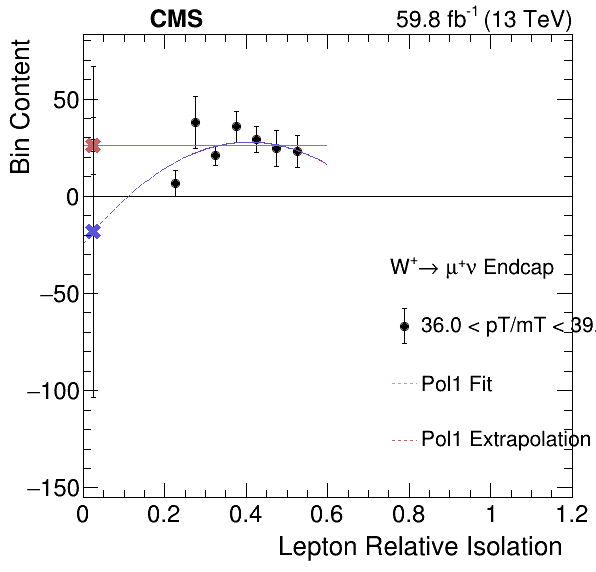 CMS
59.8 fb⁻¹ (13 TeV)
Bin Content
50
0
−50
−100
−150
W⁺→ μ⁺ν Endcap
36.0 < pT/mT < 39.
Pol1 Fit
Pol1 Extrapolation
0 0.2 0.4 0.6 0.8 1 1.2
Lepton Relative Isolation